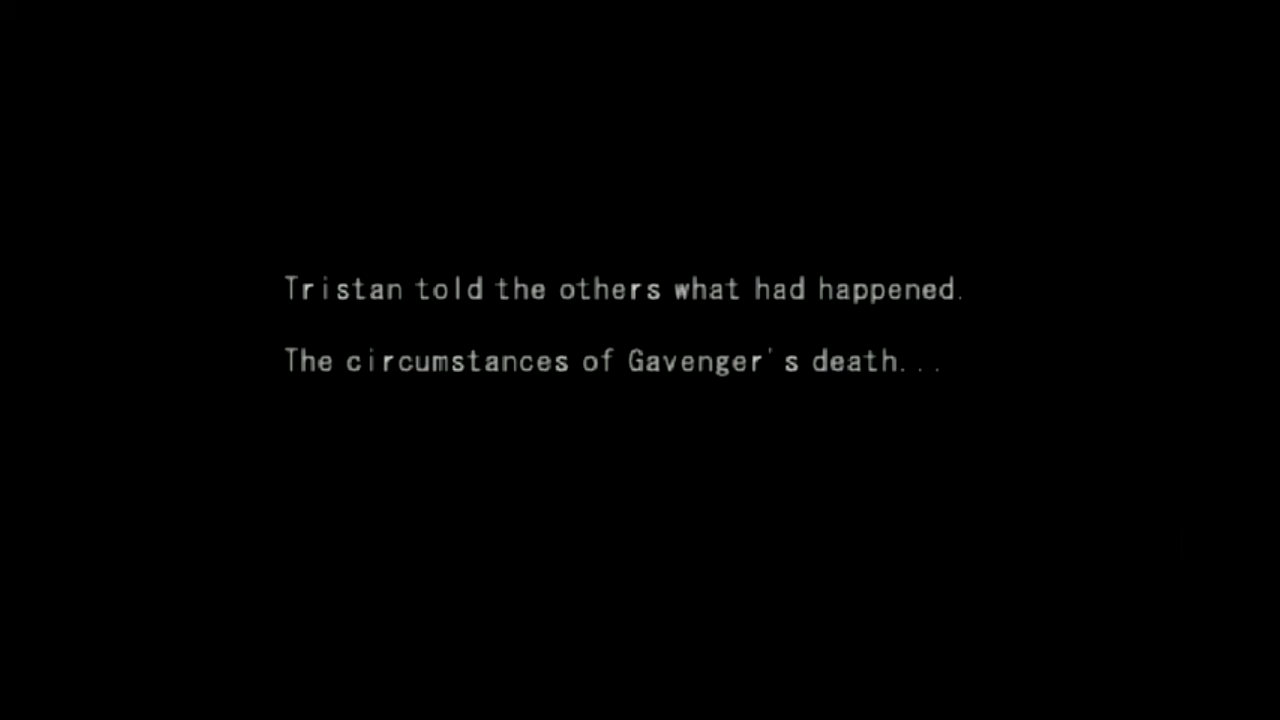 Tristan told the others what had happened.
The circumstances of Gavenger's death...